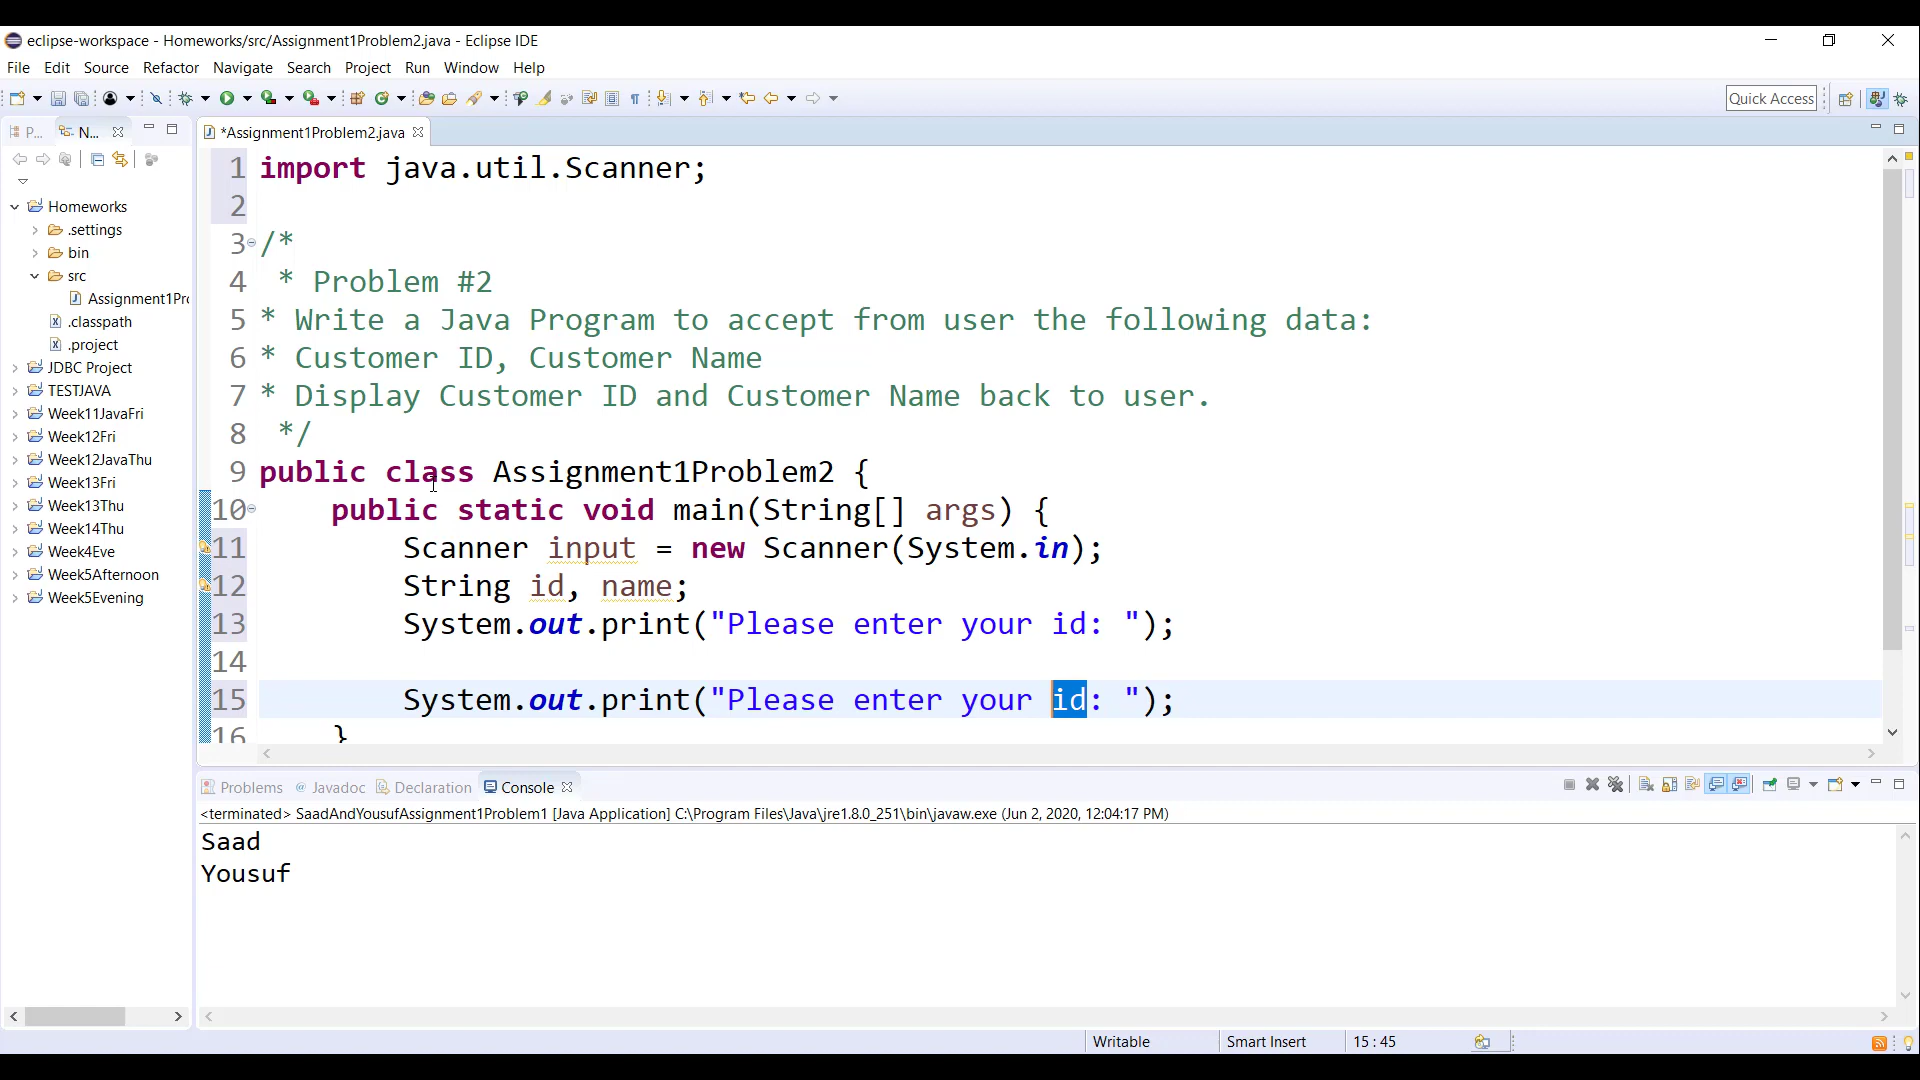 eclipse-workspace - Homeworks/src/Assignment1Problem2.java - Eclipse IDE
File Edit Source Refactor Navigate Search Project Run Window Help
Quick Access
P... N...
*Assignment1Problem2.java
Homeworks
.settings
bin
src
Assignment1Pro
.classpath
.project
JDBC Project
TESTJAVA
Week11JavaFri
Week12Fri
Week12JavaThu
Week13Fri
Week13Thu
Week14Thu
Week4Eve
Week5Afternoon
Week5Evening
1 import java.util.Scanner;
2
3 /*
4 * Problem #2
5 * Write a Java Program to accept from user the following data:
6 * Customer ID, Customer Name
7 * Display Customer ID and Customer Name back to user.
8 */
9 public class Assignment1Problem2 {
10 public static void main(String[] args) {
11 Scanner input = new Scanner(System.in);
12 String id, name;
13 System.out.print("Please enter your id: ");
14
15 System.out.print("Please enter your id: ");
16 }
Problems @ Javadoc Declaration Console
<terminated> SaadAndYousufAssignment1Problem1 [Java Application] C:\Program Files\Java\jre1.8.0_251\bin\javaw.exe (Jun 2, 2020, 12:04:17 PM)
Saad
Yousuf
Writable Smart Insert 15 : 45